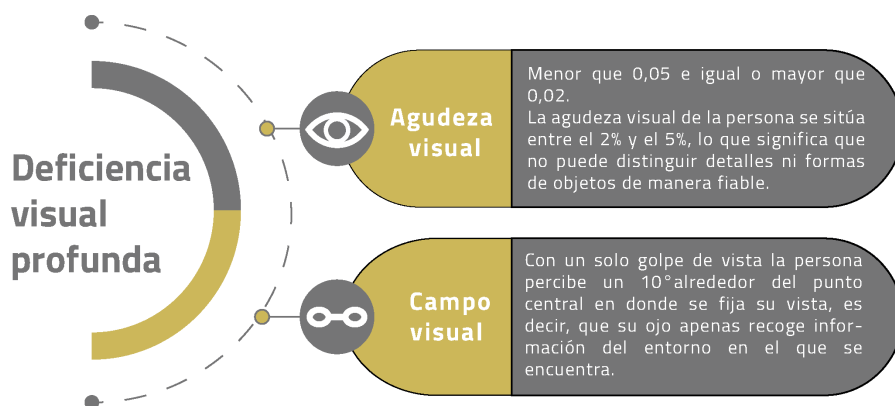 Deficiencia
visual
profunda
Agudeza
visual
Menor que 0,05 e igual o mayor que
0,02.
La agudeza visual de la persona se sitúa
entre el 2% y el 5%, lo que significa que
no puede distinguir detalles ni formas
de objetos de manera fiable.
Campo
visual
Con un solo golpe de vista la persona
percibe un 10°alrededor del punto
central en donde se fija su vista, es
decir, que su ojo apenas recoge infor-
mación del entorno en el que se
encuentra.